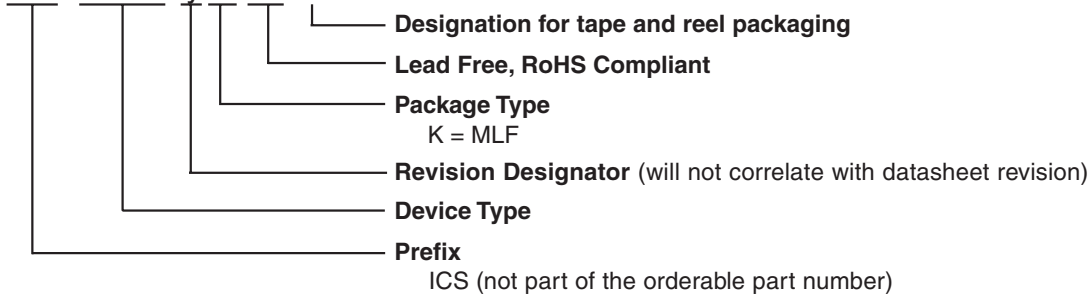 Designation for tape and reel packaging
Lead Free, RoHS Compliant
Package Type
K = MLF
Revision Designator (will not correlate with datasheet revision)
Device Type
Prefix
ICS (not part of the orderable part number)